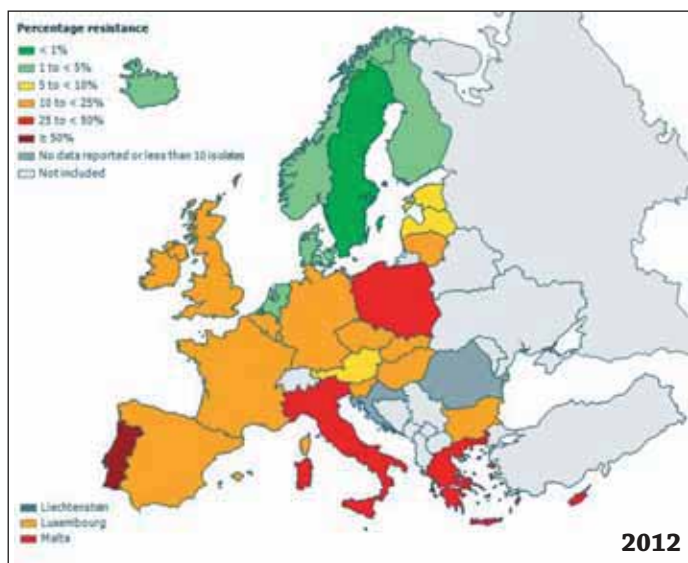 Percentage resistance
< 1%
1 to < 5%
5 to < 10%
10 to < 25%
25 to < 50%
≥ 50%
No data reported or less than 10 isolates
Not included
Liechtenstein
Luxembourg
Malta
2012